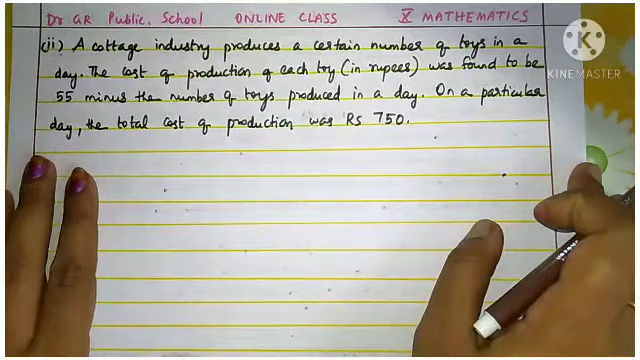 Dr GR Public. School ONLINE CLASS X MATHEMATICS
(ii) A cottage industry produces a certain number of toys in a
day. The cost of production of each toy (in rupees) was found to be
55 minus the number of toys produced in a day. On a particular
day, the total cost of production was Rs 750.
KINEMASTER